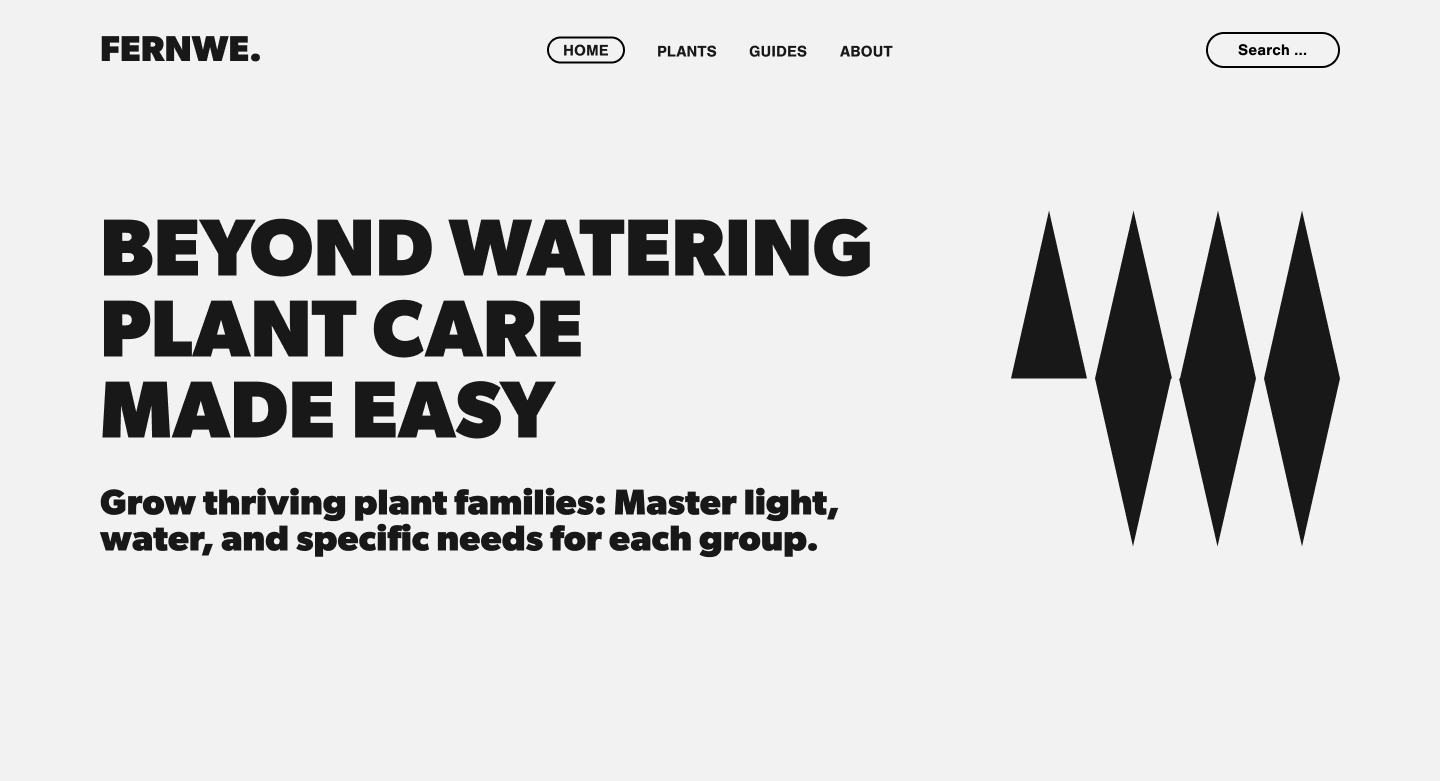 FERNWE.
HOME
PLANTS
GUIDES
ABOUT
Search ...
BEYOND WATERING
PLANT CARE
MADE EASY
Grow thriving plant families: Master light,
water, and specific needs for each group.